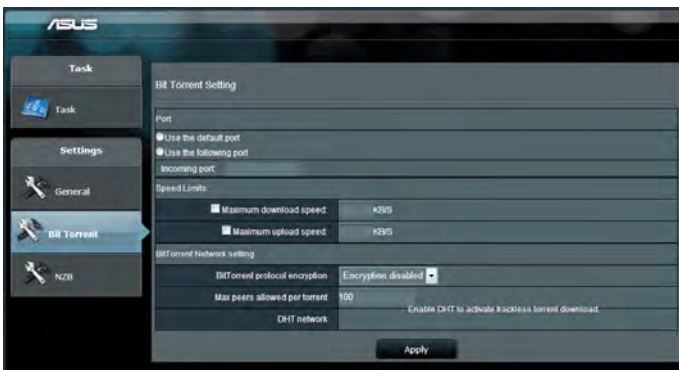 ASUS
Task
Task
Settings
General
Bit Torrent
NZB
Bit Torrent Setting
Port
Use the default port
Use the following port
Incoming port:
Speed Limits:
Maximum download speed: KB/S
Maximum upload speed: KB/S
BitTorrent Network setting
BitTorrent protocol encryption Encryption disabled
Max peers allowed per torrent 100
DHT network Enable DHT to activate trackless torrent download.
Apply